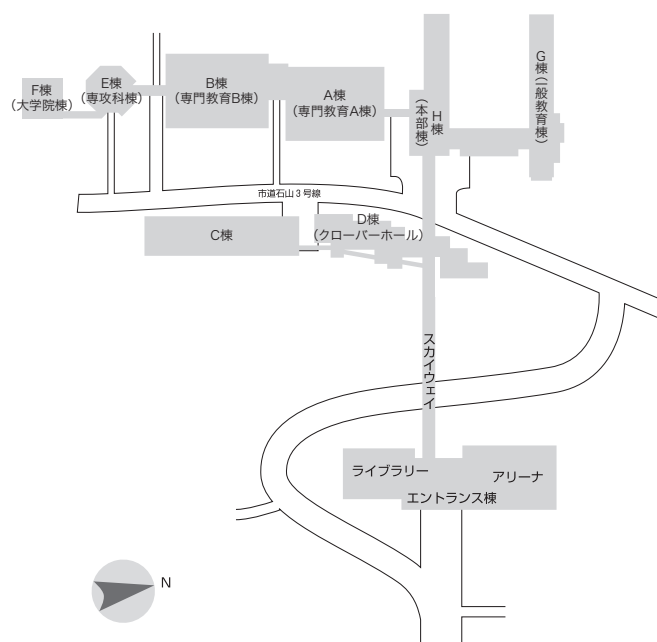 F棟
(大学院棟)
E棟
(専攻科棟)
B棟
(専門教育B棟)
A棟
(専門教育A棟)
H棟
(本部棟)
G棟(一般教育棟)
市道石山3号線
C棟
D棟
(クローバーホール)
スカイウェイ
ライブラリー
アリーナ
エントランス棟
N